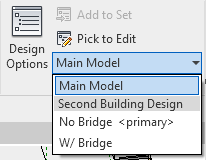 Add to Set
Pick to Edit
Design
Options
Main Model
Main Model
Second Building Design
No Bridge <primary>
W/ Bridge